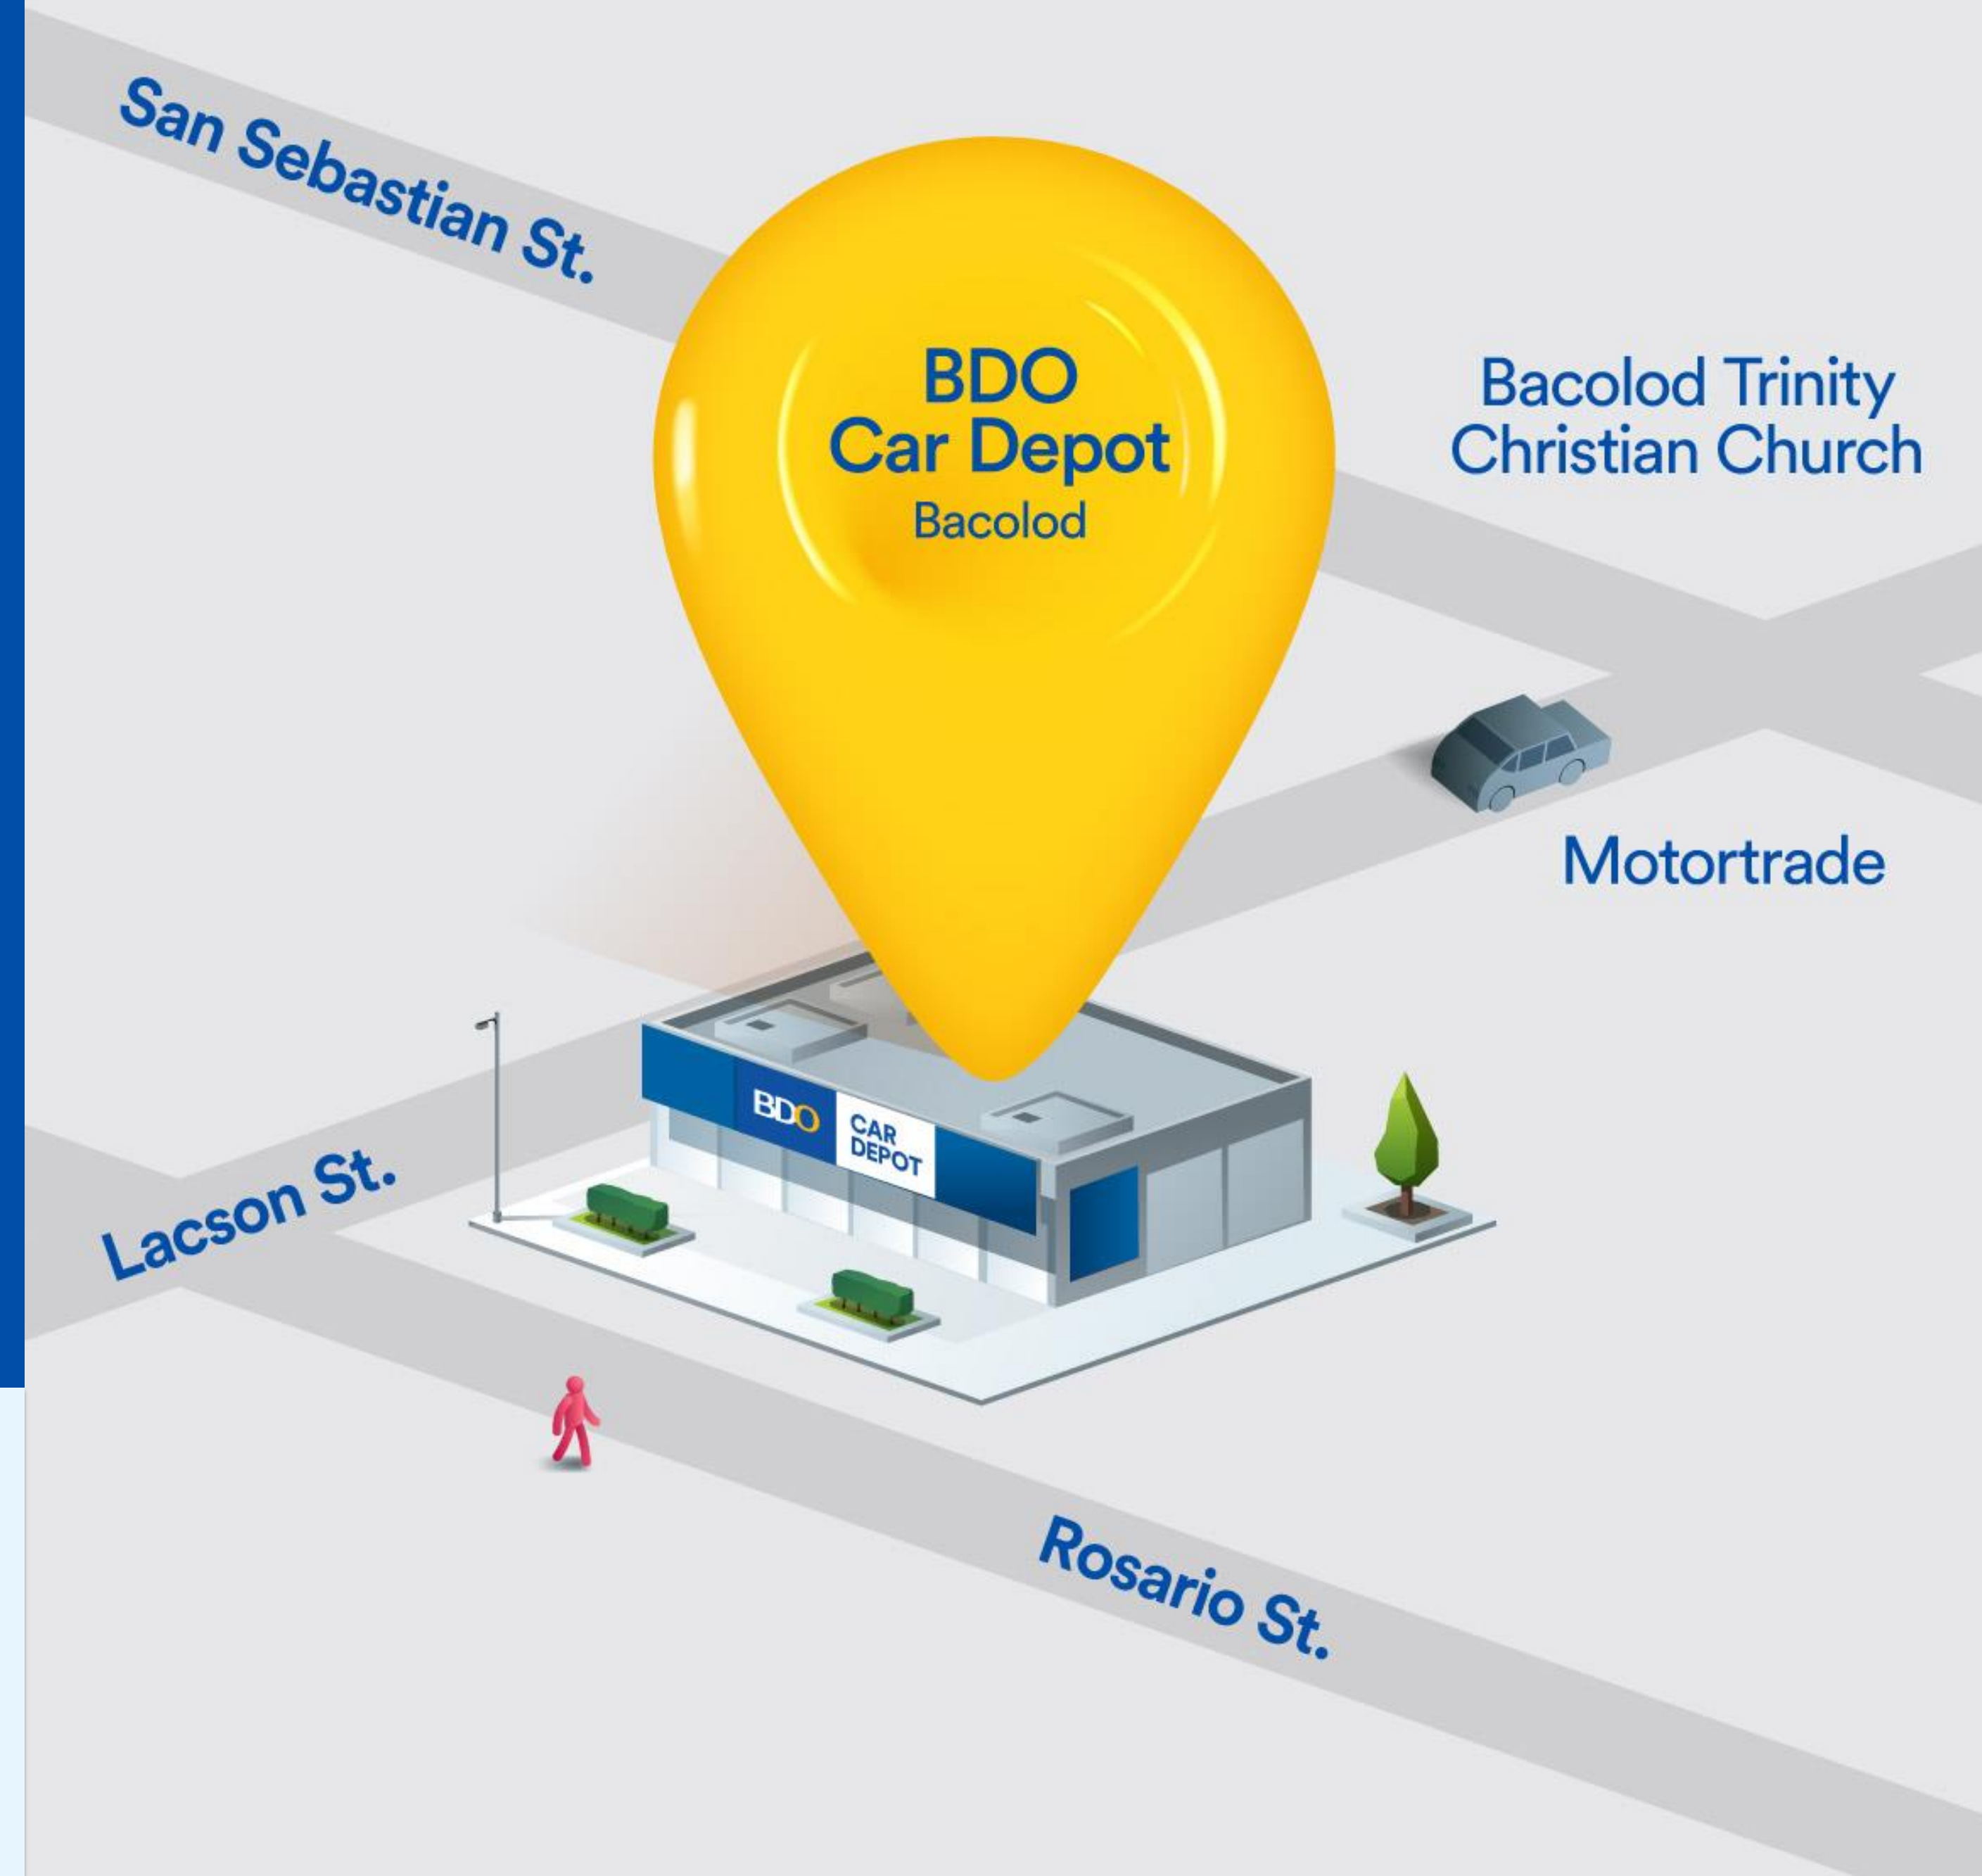 San Sebastian St.
BDO
Car Depot
Bacolod
Bacolod Trinity
Christian Church
Motortrade
BDO
CAR
DEPOT
Lacson St.
Rosario St.